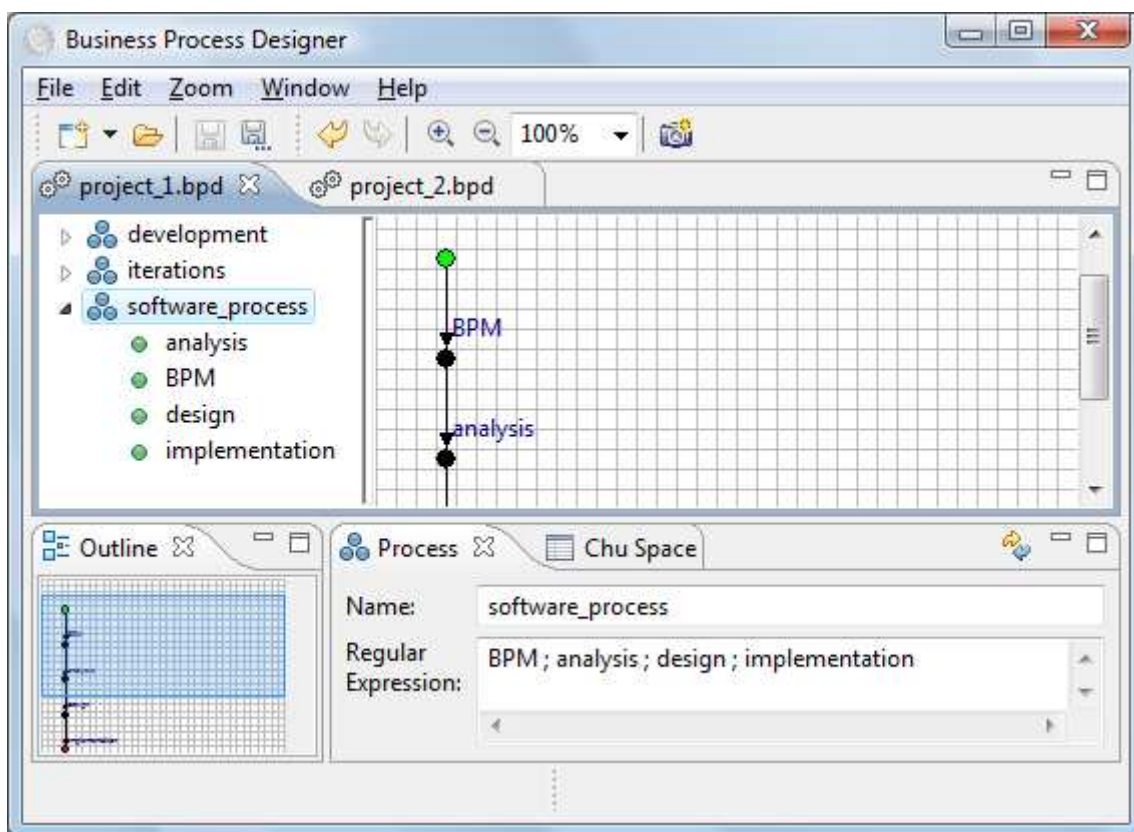 Business Process Designer
File Edit Zoom Window Help
100%
project_1.bpd project_2.bpd
development
iterations
software_process
analysis
BPM
design
implementation
BPM
analysis
Outline
Process Chu Space
Name: software_process
Regular Expression: BPM ; analysis ; design ; implementation